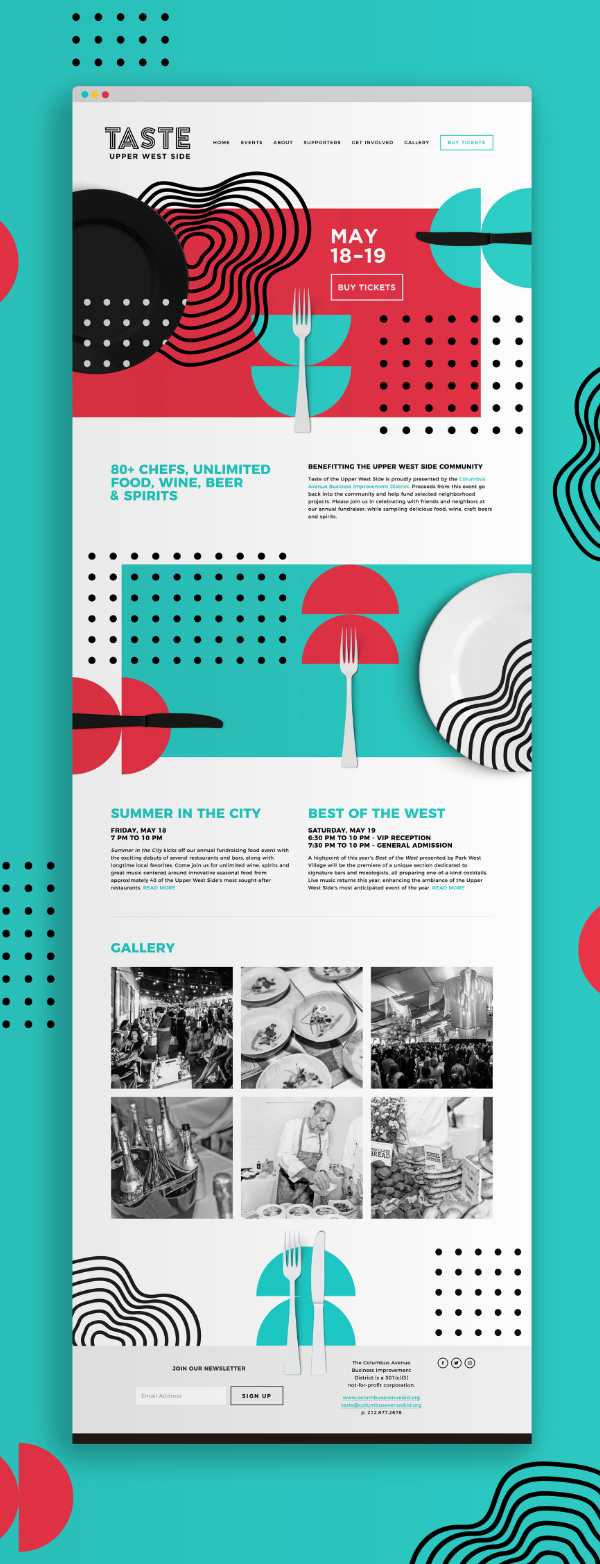 TASTE
UPPER WEST SIDE
HOME EVENTS ABOUT SUPPORTERS GET INVOLVED GALLERY BUY TICKETS
MAY
18-19
BUY TICKETS
80+ CHEFS, UNLIMITED
FOOD, WINE, BEER
& SPIRITS
BENEFITTING THE UPPER WEST SIDE COMMUNITY
Taste of the Upper West Side is proudly presented by the Columbus
Avenue Business Improvement District. Proceeds from this event go
back into the community and help fund selected neighborhood
projects. Please join us in celebrating with friends and neighbors at
our annual fundraiser, while sampling delicious food, wine, craft beers
and spirits.
SUMMER IN THE CITY
FRIDAY, MAY 18
7 PM TO 10 PM
Summer in the City kicks off our annual fundraising food event with
the exciting debuts of several restaurants and bars, along with
longtime local favorites. Come join us for unlimited wine, spirits and
great music centered around innovative seasonal food from
approximately 43 of the Upper West Side's most sought-after
restaurants. READ MORE
BEST OF THE WEST
SATURDAY, MAY 19
6:30 PM TO 10 PM - VIP RECEPTION
7:30 PM TO 10 PM - GENERAL ADMISSION
A highpoint of this year's Best of the West presented by Park West
Village will be the premiere of a unique section dedicated to
signature bars and mixologists, all preparing one-of-a-kind cocktails.
Live music returns this year, enhancing the ambiance of the Upper
West Side's most anticipated event of the year. READ MORE
GALLERY
BREAD
JOIN OUR NEWSLETTER
Email Address
SIGN UP
The Columbus Avenue
Business Improvement
District is a 501(c)(3)
not-for-profit corporation.
www.columbusavenuebid.org
taste@columbusavenuebid.org
p. 212.877.2676